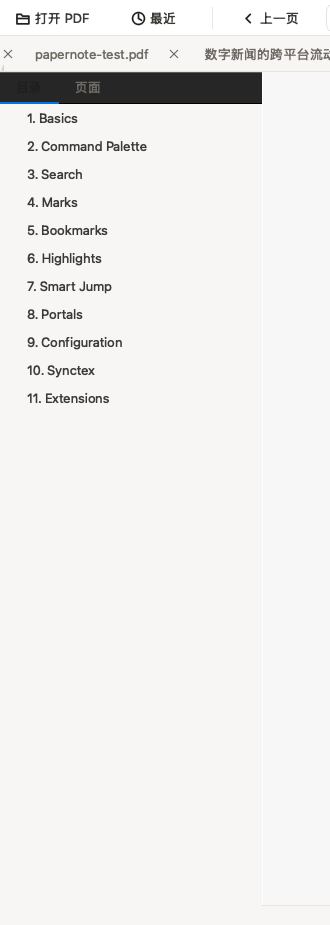 打开 PDF 最近 上一页
papernote-test.pdf 数字新闻的跨平台流动
目录 页面
1. Basics
2. Command Palette
3. Search
4. Marks
5. Bookmarks
6. Highlights
7. Smart Jump
8. Portals
9. Configuration
10. Synctex
11. Extensions